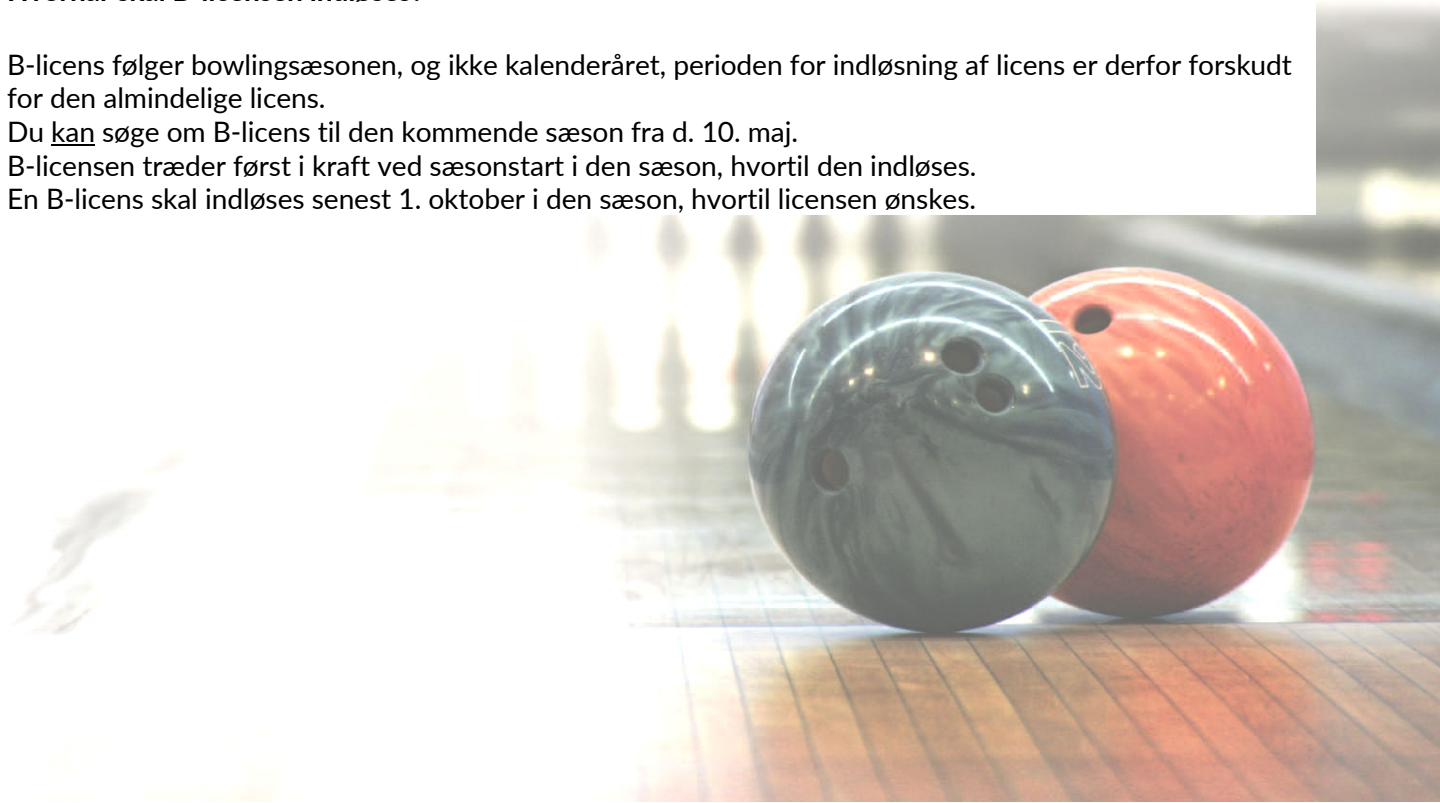 B-licens følger bowlingsæsonen, og ikke kalenderåret, perioden for indløsning af licens er derfor forskudt
for den almindelige licens.
Du kan søge om B-licens til den kommende sæson fra d. 10. maj.
B-licensen træder først i kraft ved sæsonstart i den sæson, hvortil den indløses.
En B-licens skal indløses senest 1. oktober i den sæson, hvortil licensen ønskes.